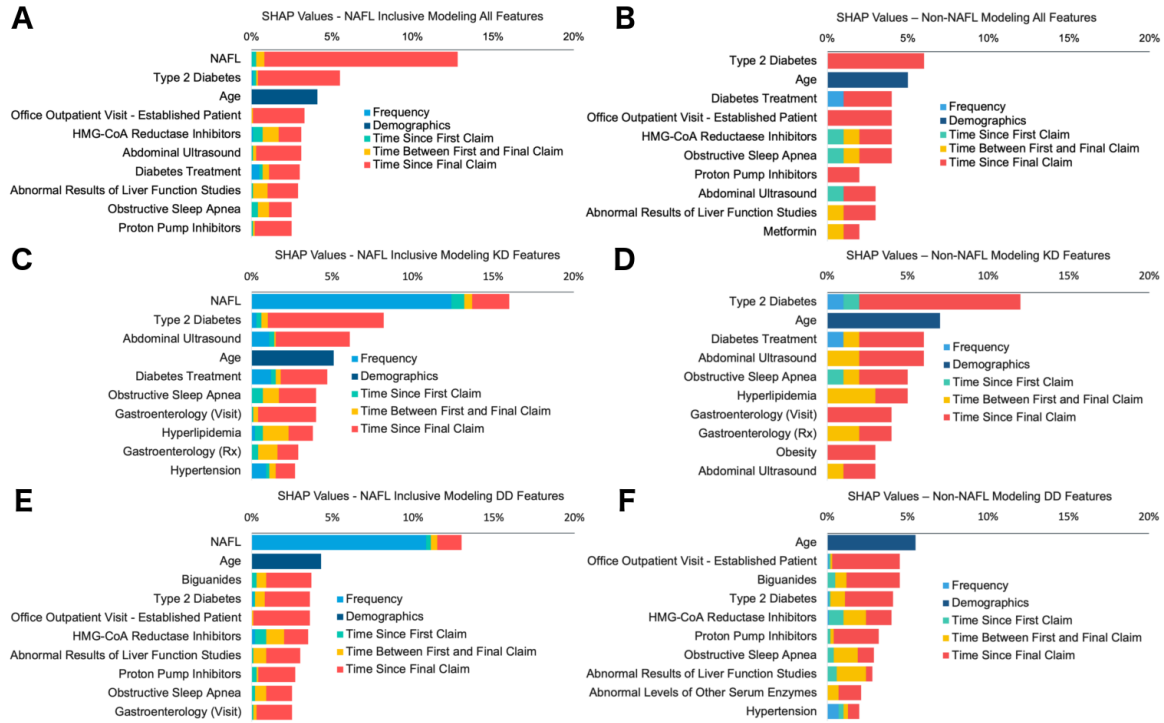 A
SHAP Values - NAFL Inclusive Modeling All Features
0% 5% 10% 15% 20%
NAFL
Type 2 Diabetes
Age
Office Outpatient Visit - Established Patient
HMG-CoA Reductase Inhibitors
Abdominal Ultrasound
Diabetes Treatment
Abnormal Results of Liver Function Studies
Obstructive Sleep Apnea
Proton Pump Inhibitors
Frequency
Demographics
Time Since First Claim
Time Between First and Final Claim
Time Since Final Claim
B
SHAP Values – Non-NAFL Modeling All Features
0% 5% 10% 15% 20%
Type 2 Diabetes
Age
Diabetes Treatment
Office Outpatient Visit - Established Patient
HMG-CoA Reductaese Inhibitors
Obstructive Sleep Apnea
Proton Pump Inhibitors
Abdominal Ultrasound
Abnormal Results of Liver Function Studies
Metformin
Frequency
Demographics
Time Since First Claim
Time Between First and Final Claim
Time Since Final Claim
C
SHAP Values - NAFL Inclusive Modeling KD Features
0% 5% 10% 15% 20%
NAFL
Type 2 Diabetes
Abdominal Ultrasound
Age
Diabetes Treatment
Obstructive Sleep Apnea
Gastroenterology (Visit)
Hyperlipidemia
Gastroenterology (Rx)
Hypertension
Frequency
Demographics
Time Since First Claim
Time Between First and Final Claim
Time Since Final Claim
D
SHAP Values – Non-NAFL Modeling KD Features
0% 5% 10% 15% 20%
Type 2 Diabetes
Age
Diabetes Treatment
Abdominal Ultrasound
Obstructive Sleep Apnea
Hyperlipidemia
Gastroenterology (Visit)
Gastroenterology (Rx)
Obesity
Abdominal Ultrasound
Frequency
Demographics
Time Since First Claim
Time Between First and Final Claim
Time Since Final Claim
E
SHAP Values - NAFL Inclusive Modeling DD Features
0% 5% 10% 15% 20%
NAFL
Age
Biguanides
Type 2 Diabetes
Office Outpatient Visit - Established Patient
HMG-CoA Reductase Inhibitors
Abnormal Results of Liver Function Studies
Proton Pump Inhibitors
Obstructive Sleep Apnea
Gastroenterology (Visit)
Frequency
Demographics
Time Since First Claim
Time Between First and Final Claim
Time Since Final Claim
F
SHAP Values – Non-NAFL Modeling DD Features
0% 5% 10% 15% 20%
Age
Office Outpatient Visit - Established Patient
Biguanides
Type 2 Diabetes
HMG-CoA Reductase Inhibitors
Proton Pump Inhibitors
Obstructive Sleep Apnea
Abnormal Results of Liver Function Studies
Abnormal Levels of Other Serum Enzymes
Hypertension
Frequency
Demographics
Time Since First Claim
Time Between First and Final Claim
Time Since Final Claim